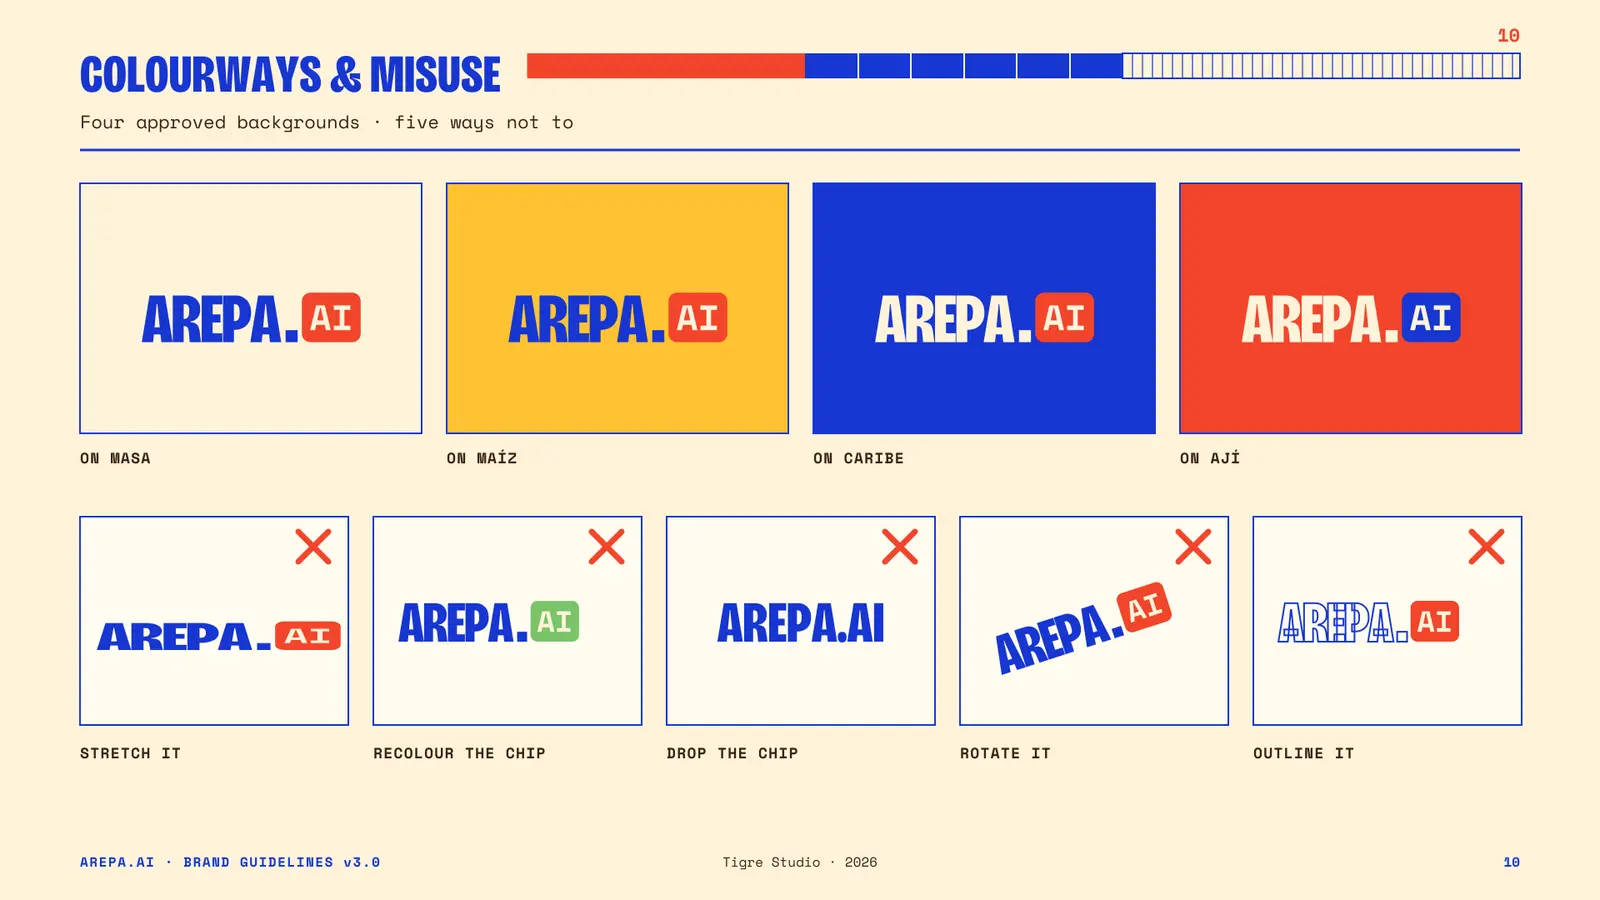 10
COLOURWAYS & MISUSE
Four approved backgrounds · five ways not to
AREPA.AI
AREPA.AI
AREPA.AI
AREPA.AI
ON MASA
ON MAÍZ
ON CARIBE
ON AJÍ
AREPA.AI
AREPA.AI
AREPA.AI
AREPA.AI
AREPA.AI
STRETCH IT
RECOLOUR THE CHIP
DROP THE CHIP
ROTATE IT
OUTLINE IT
AREPA.AI · BRAND GUIDELINES v3.0
Tigre Studio · 2026
10